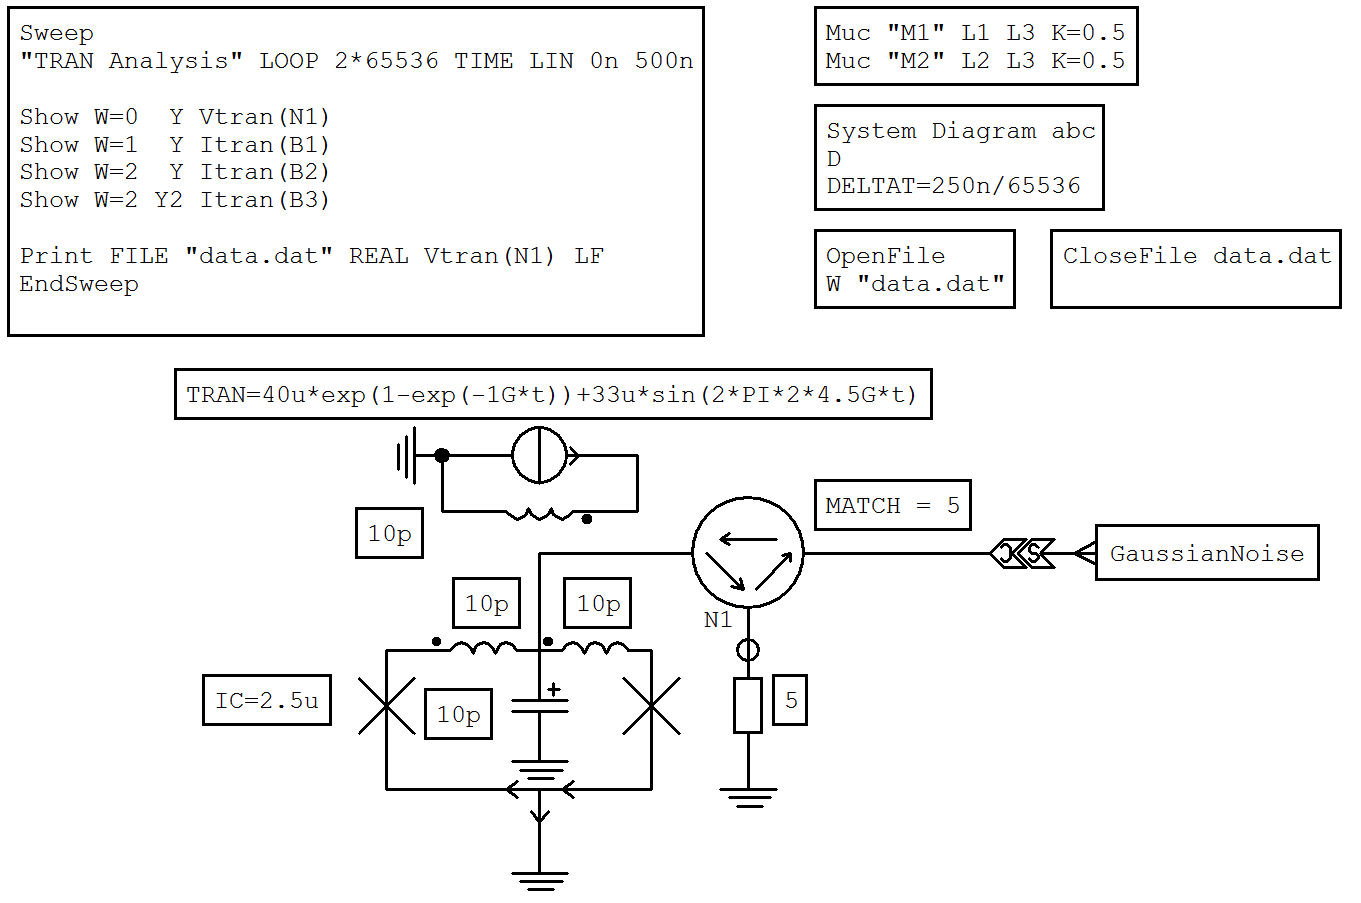 Sweep
"TRAN Analysis" LOOP 2*65536 TIME LIN 0n 500n
Show W=0  Y Vtran(N1)
Show W=1  Y Itran(B1)
Show W=2  Y Itran(B2)
Show W=2 Y2 Itran(B3)
Print FILE "data.dat" REAL Vtran(N1) LF
EndSweep
Muc "M1" L1 L3 K=0.5
Muc "M2" L2 L3 K=0.5
System Diagram abc
D
DELTAT=250n/65536
OpenFile
W "data.dat"
CloseFile data.dat
TRAN=40u*exp(1-exp(-1G*t))+33u*sin(2*PI*2*4.5G*t)
MATCH = 5
10p
C S
GaussianNoise
10p
10p
N1
IC=2.5u
10p
+
5